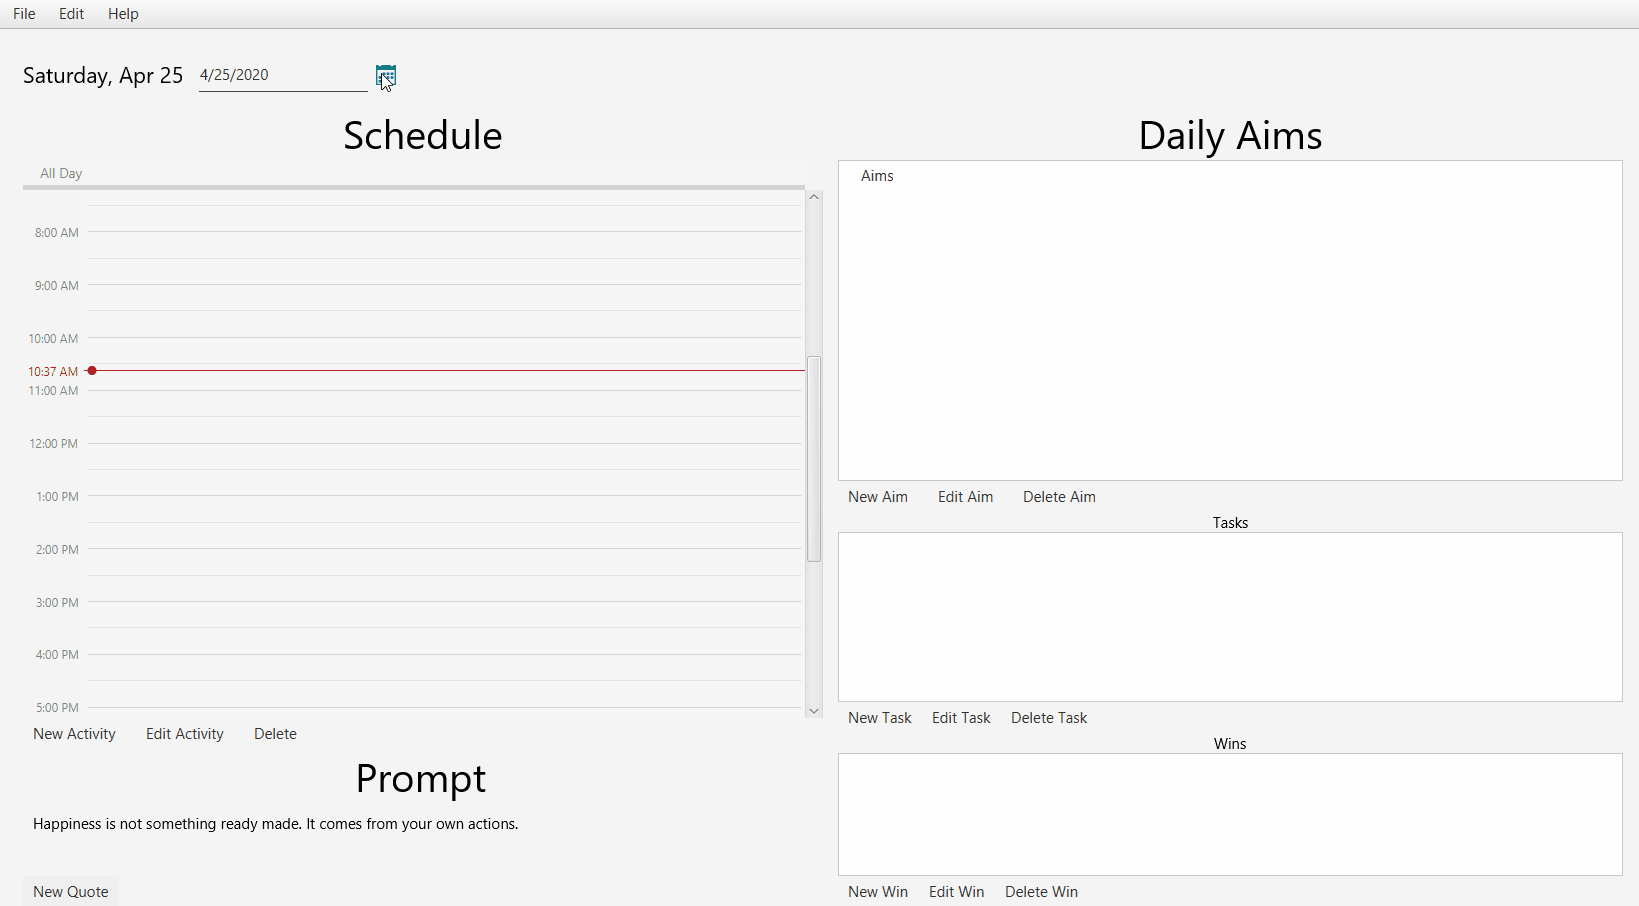 File Edit Help
Saturday, Apr 25 4/25/2020
Schedule
All Day
8:00 AM
9:00 AM
10:00 AM
10:37 AM
11:00 AM
12:00 PM
1:00 PM
2:00 PM
3:00 PM
4:00 PM
5:00 PM
New Activity Edit Activity Delete
Prompt
Happiness is not something ready made. It comes from your own actions.
New Quote
Daily Aims
Aims
New Aim Edit Aim Delete Aim
Tasks
New Task Edit Task Delete Task
Wins
New Win Edit Win Delete Win